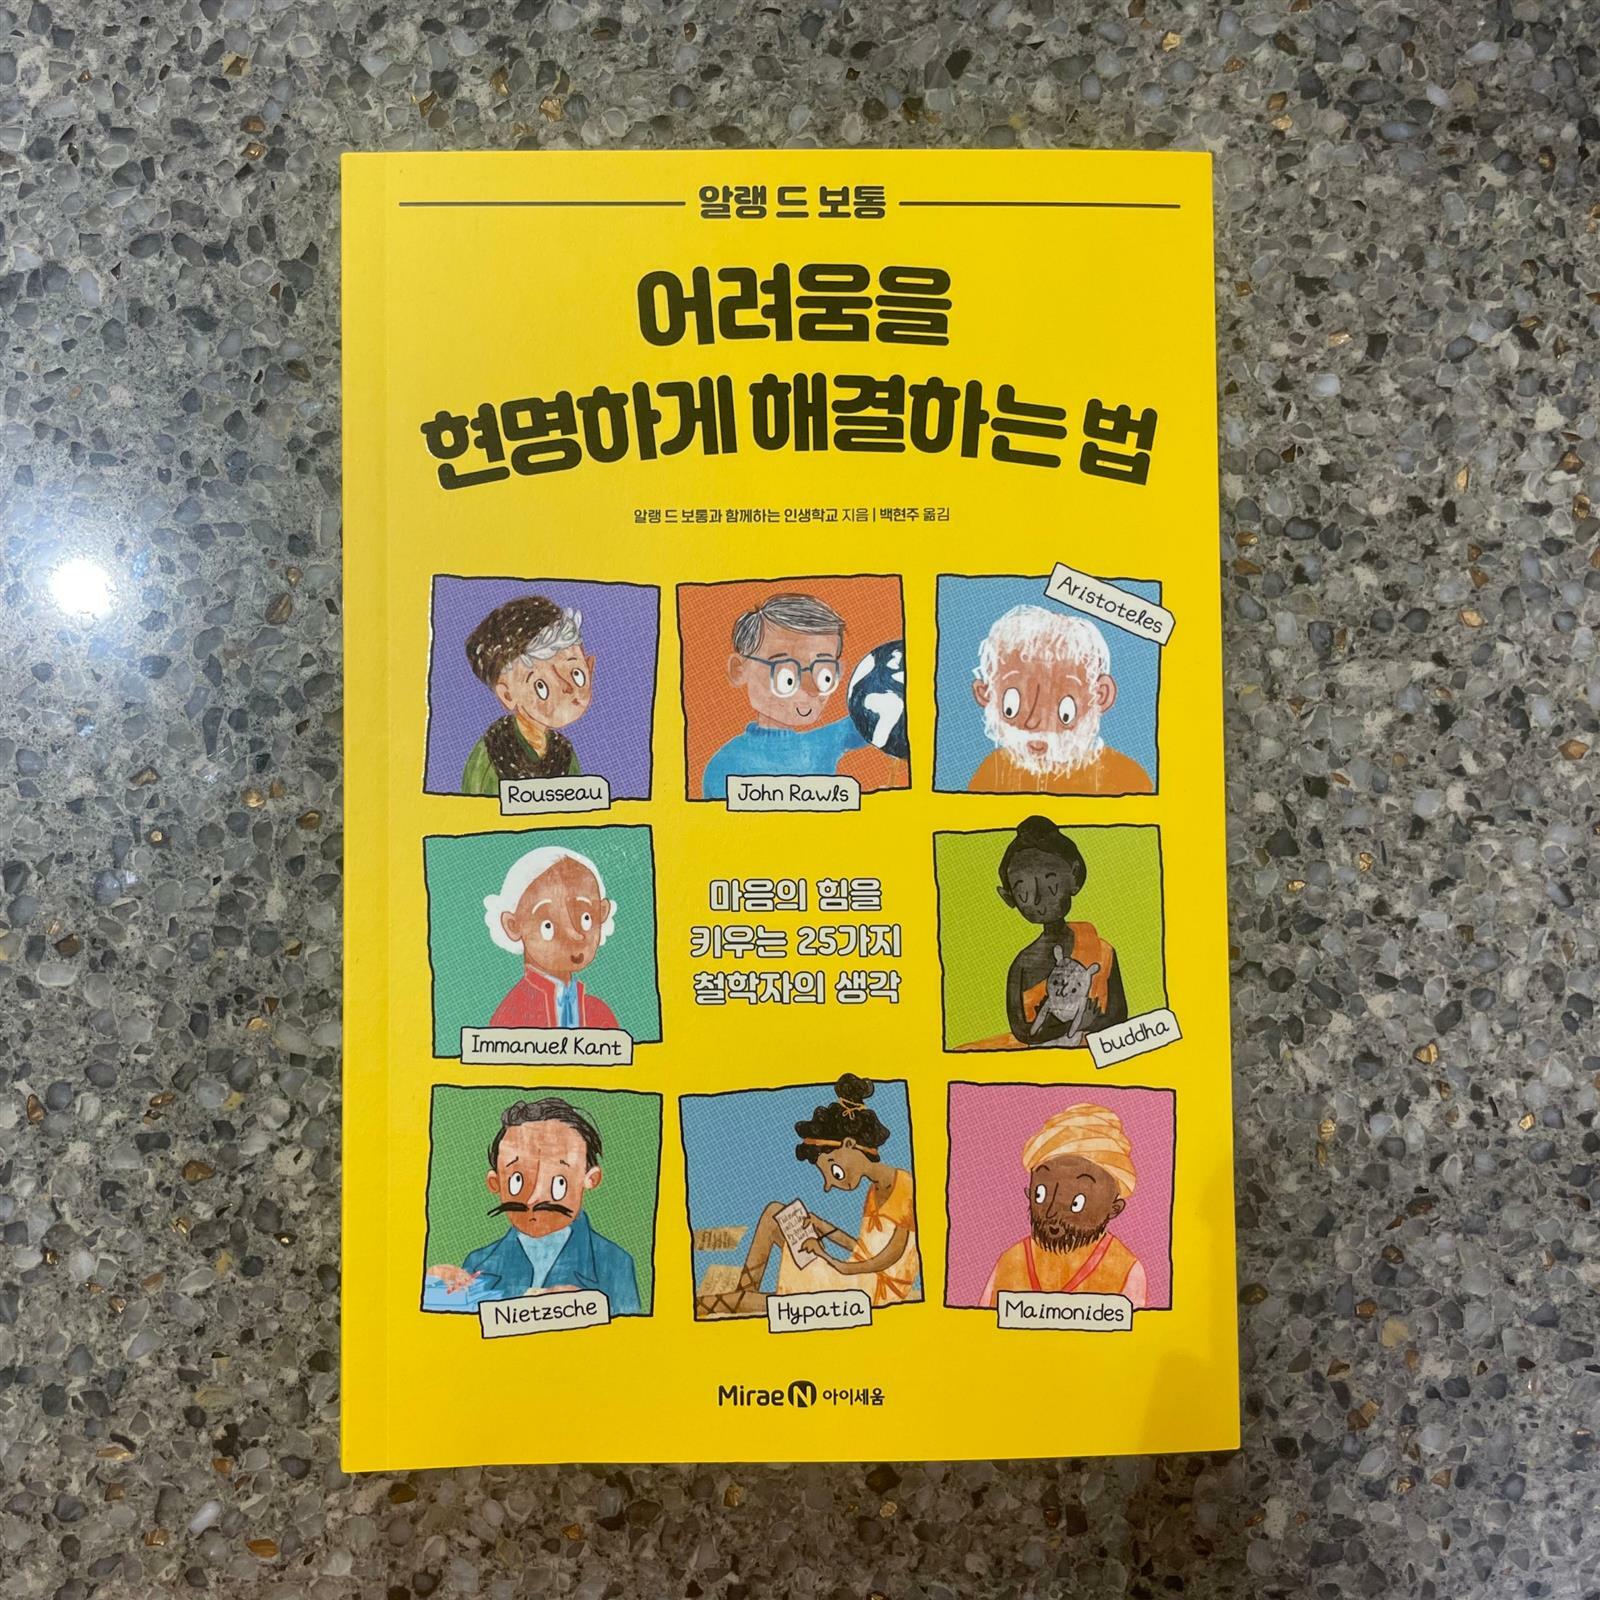 알랭 드 보통
어려움을
현명하게 해결하는 법
알랭 드 보통과 함께하는 인생학교 지음 | 백현주 옮김
Rousseau
John Rawls
Aristoteles
Immanuel Kant
마음의 힘을
키우는 25가지
철학자의 생각
buddha
Nietzsche
Hypatia
Maimonides
Mirae N 아이세움